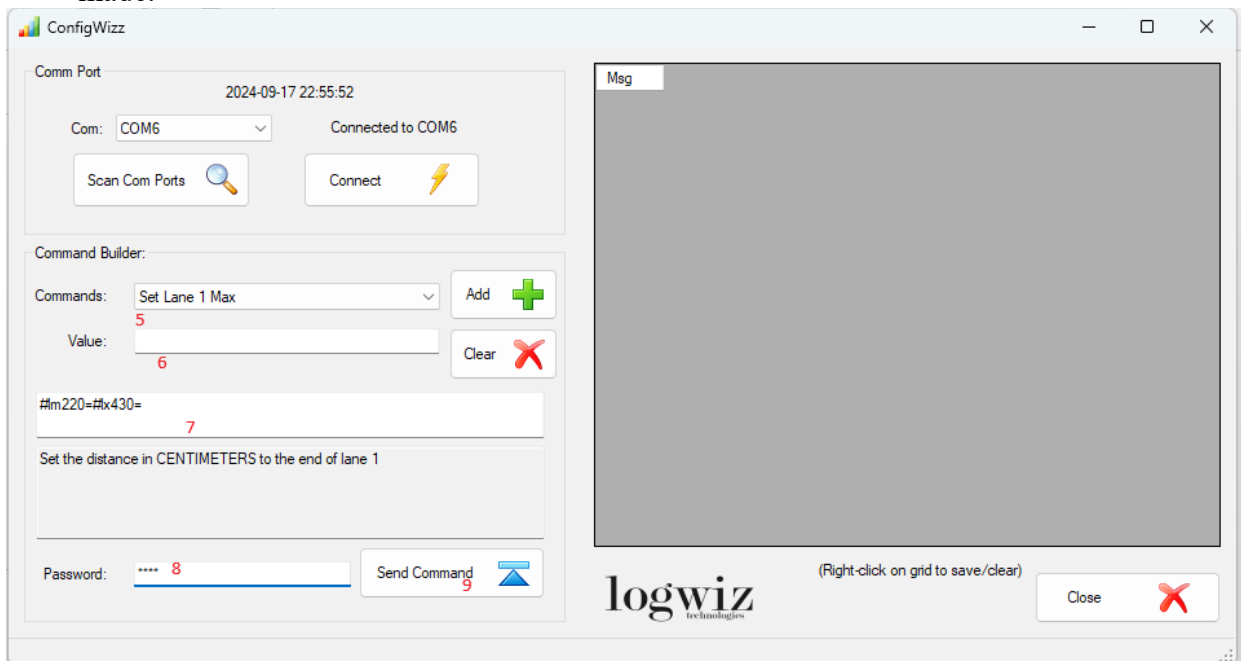 ConfigWizz
Comm Port
2024-09-17 22:55:52
Com: COM6
Connected to COM6
Scan Com Ports
Connect
Command Builder:
Commands: Set Lane 1 Max
Add
5
Value:
6
Clear
#lm220=#lx430=
7
Set the distance in CENTIMETERS to the end of lane 1
Password: **** 8
Send Command
9
Msg
logwiz
technologies
(Right-click on grid to save/clear)
Close